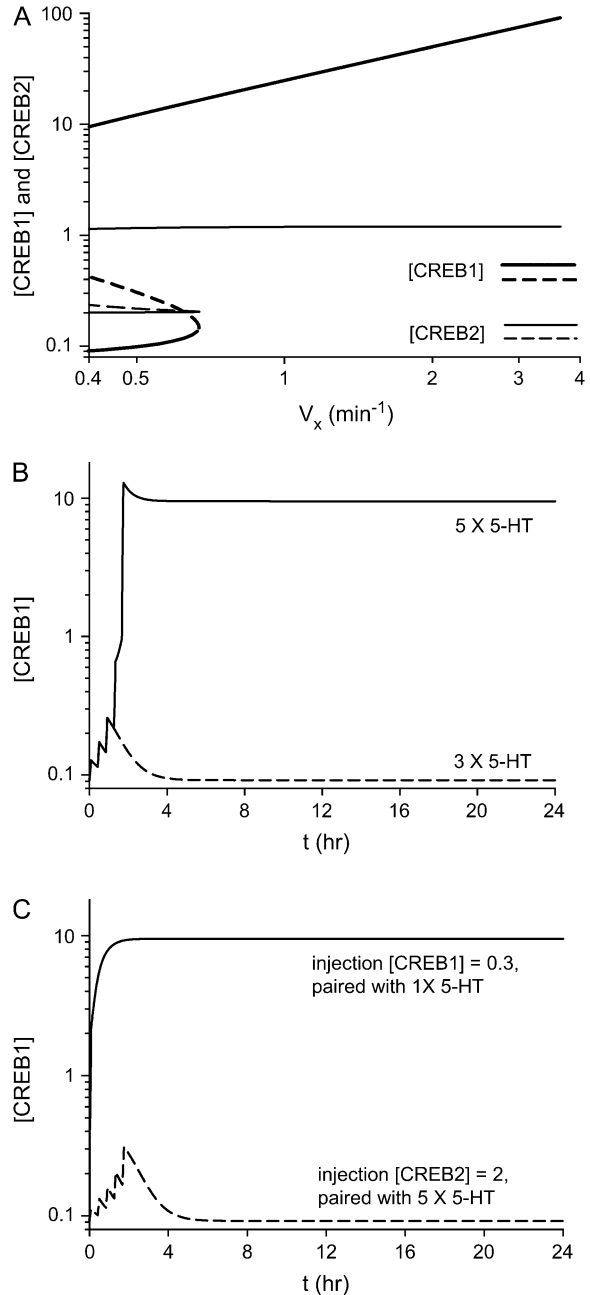 A
100
10
1
0.1
[CREB1] and [CREB2]
[CREB1]
[CREB2]
0.4
0.5
1
2
3
4
Vx (min-1)
B
10
1
0.1
[CREB1]
5 X 5-HT
3 X 5-HT
0
4
8
12
16
20
24
t (hr)
C
10
1
0.1
[CREB1]
injection [CREB1] = 0.3,
paired with 1X 5-HT
injection [CREB2] = 2,
paired with 5 X 5-HT
0
4
8
12
16
20
24
t (hr)